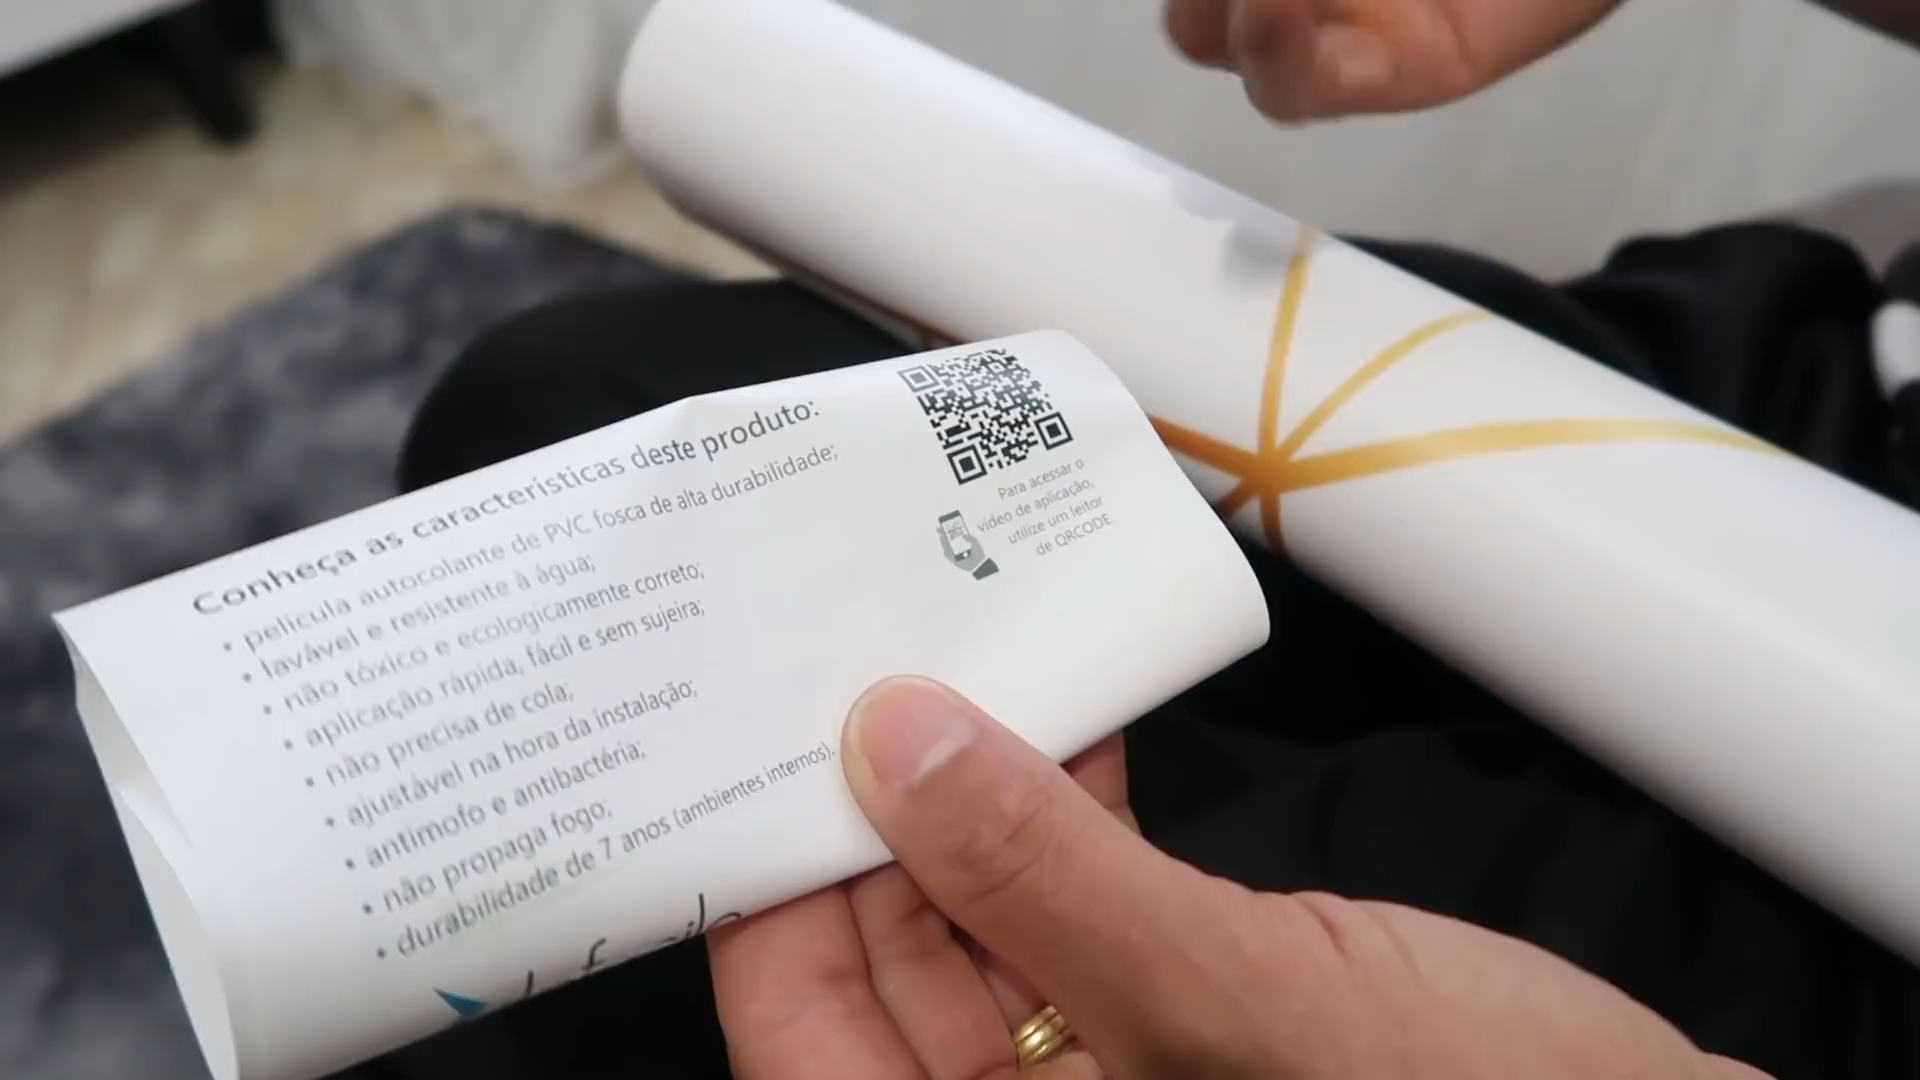 Conheça as características deste produto:
• película autocolante de PVC fosca de alta durabilidade;
• lavável e resistente à água;
• não tóxico e ecologicamente correto;
• aplicação rápida, fácil e sem sujeira;
• não precisa de cola;
• ajustável na hora da instalação;
• antimofo e antibactéria;
• não propaga fogo;
• durabilidade de 7 anos (ambientes internos).
Para acessar o
vídeo de aplicação,
utilize um leitor
de QRCODE.